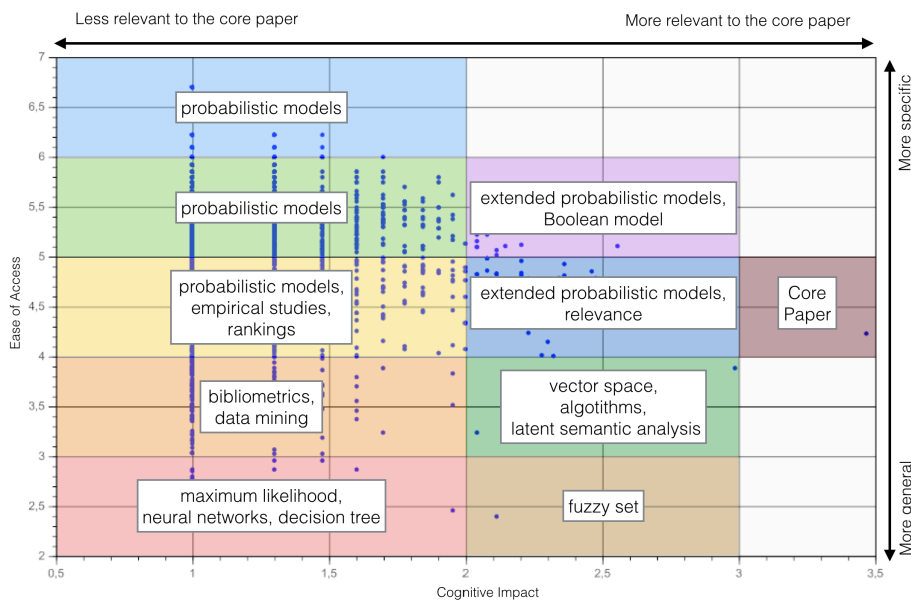 Less relevant to the core paper
More relevant to the core paper
7
6,5
6
5,5
5
4,5
4
3,5
3
2,5
2
Ease of Access
probabilistic models
probabilistic models
extended probabilistic models,
Boolean model
probabilistic models,
empirical studies,
rankings
extended probabilistic models,
relevance
Core
Paper
bibliometrics,
data mining
vector space,
algotithms,
latent semantic analysis
maximum likelihood,
neural networks, decision tree
fuzzy set
More specific
More general
0,5
1
1,5
2
2,5
3
3,5
Cognitive Impact